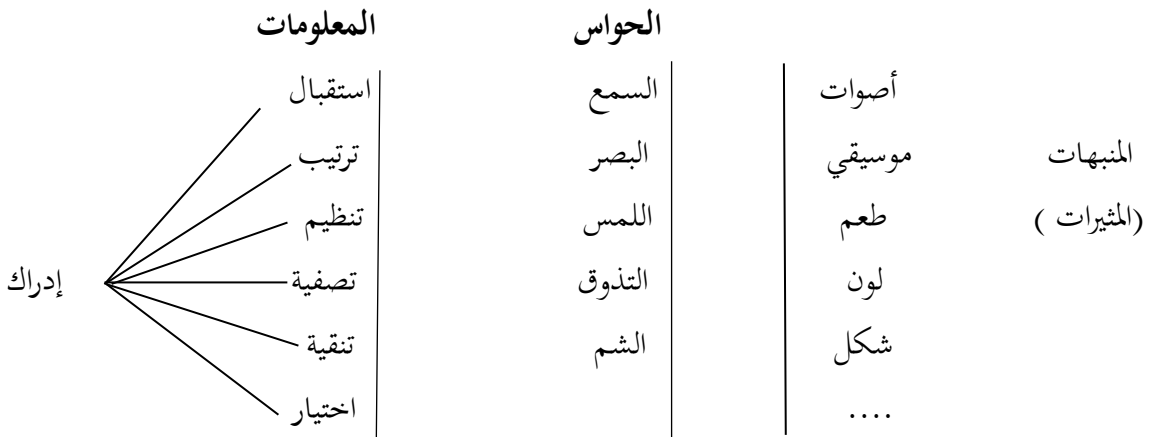 الحواس المعلومات
أصوات السمع استقبال
المنبهات موسيقي البصر ترتيب
(المثيرات ) طعم اللمس تنظيم
لون التذوق تصفية إدراك
شكل الشم تنقية
.... اختيار